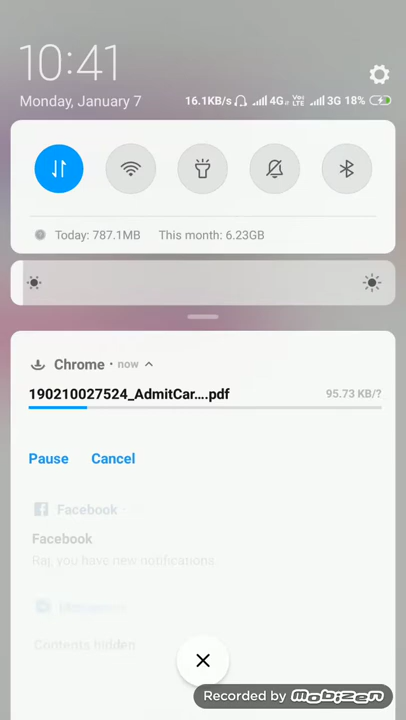 10:41
Monday, January 7
16.1KB/s 4G Vo LTE 3G 18%
Today: 787.1MB This month: 6.23GB
Chrome • now
190210027524_AdmitCar....pdf 95.73 KB/?
Pause Cancel
Facebook
Facebook
you have new notifications.
Contents hidden
Recorded by mobizen